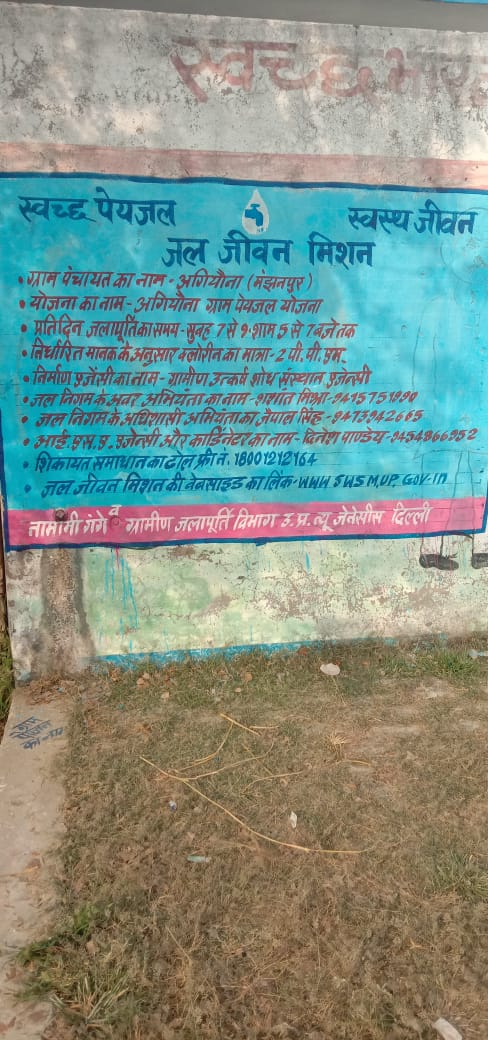 स्वच्छ भारत
स्वच्छ पेयजल
स्वस्थ जीवन
जल जीवन मिशन
• ग्राम पंचायत का नाम - अगियौना (मंझनपुर)
• योजना का नाम - अगियौना ग्राम पेयजल योजना
• प्रतिदिन जलापूर्ति का समय - सुबह 7 से 9 शाम 5 से 7 बजे तक
• निर्धारित मानक के अनुसार क्लोरीन का मात्रा - 2 पी. पी. एम.
• निर्माण एजेंसी का नाम - ग्रामीण उत्कर्ष शोध संस्थान एजेन्सी
• जल निगम के अवर अभियंता का नाम - शशांत मिश्रा - 9415751890
• जल निगम के अधिशासी अभियंता का जैपाल सिंह - 9473942665
• आई. एस. ए. एजेन्सी और कार्डिनेटर का नाम - दिनेश पाण्डेय - 9454866952
• शिकायत समाधान का टोल फ्री नं. 18001212164
• जल जीवन मिशन की वेबसाइड का लिंक - WWW SWSM.UP. GOV-IN
नामामी गंगे व ग्रामीण जलापूर्ति विभाग उ. प्र. न्यू जेनेसीस दिल्ली